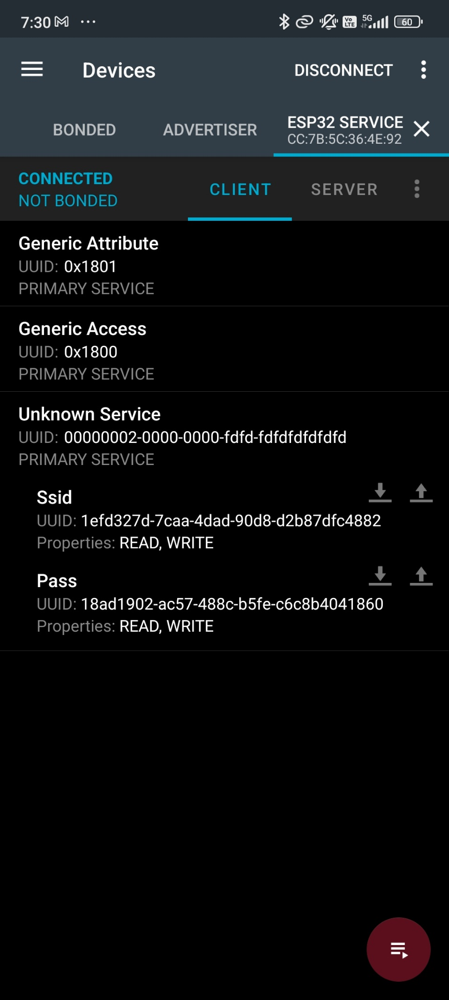 7:30
Vo LTE 5G 60
Devices
DISCONNECT
BONDED
ADVERTISER
ESP32 SERVICE
CC:7B:5C:36:4E:92
CONNECTED
NOT BONDED
CLIENT
SERVER
Generic Attribute
UUID: 0x1801
PRIMARY SERVICE
Generic Access
UUID: 0x1800
PRIMARY SERVICE
Unknown Service
UUID: 00000002-0000-0000-fdfd-fdfdfdfdfdfd
PRIMARY SERVICE
Ssid
UUID: 1efd327d-7caa-4dad-90d8-d2b87dfc4882
Properties: READ, WRITE
Pass
UUID: 18ad1902-ac57-488c-b5fe-c6c8b4041860
Properties: READ, WRITE